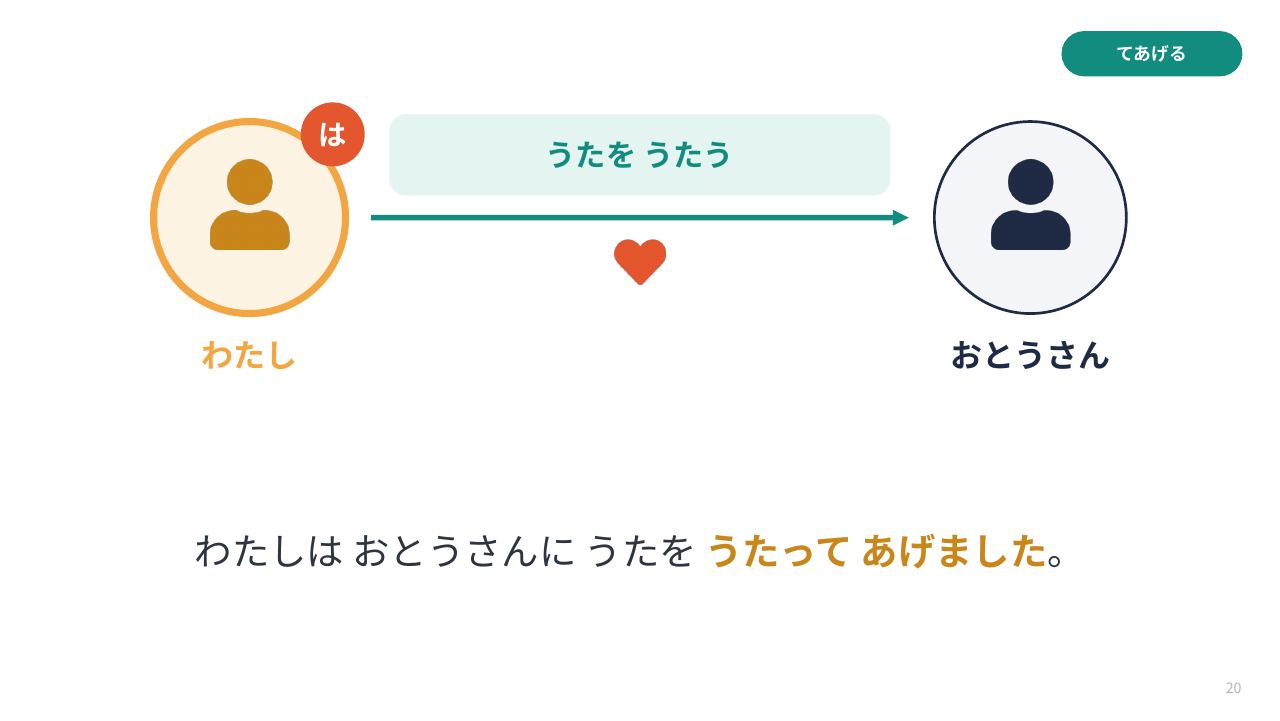 てあげる
は
うたを うたう
わたし
おとうさん
わたしは おとうさんに うたを うたって あげました。
20